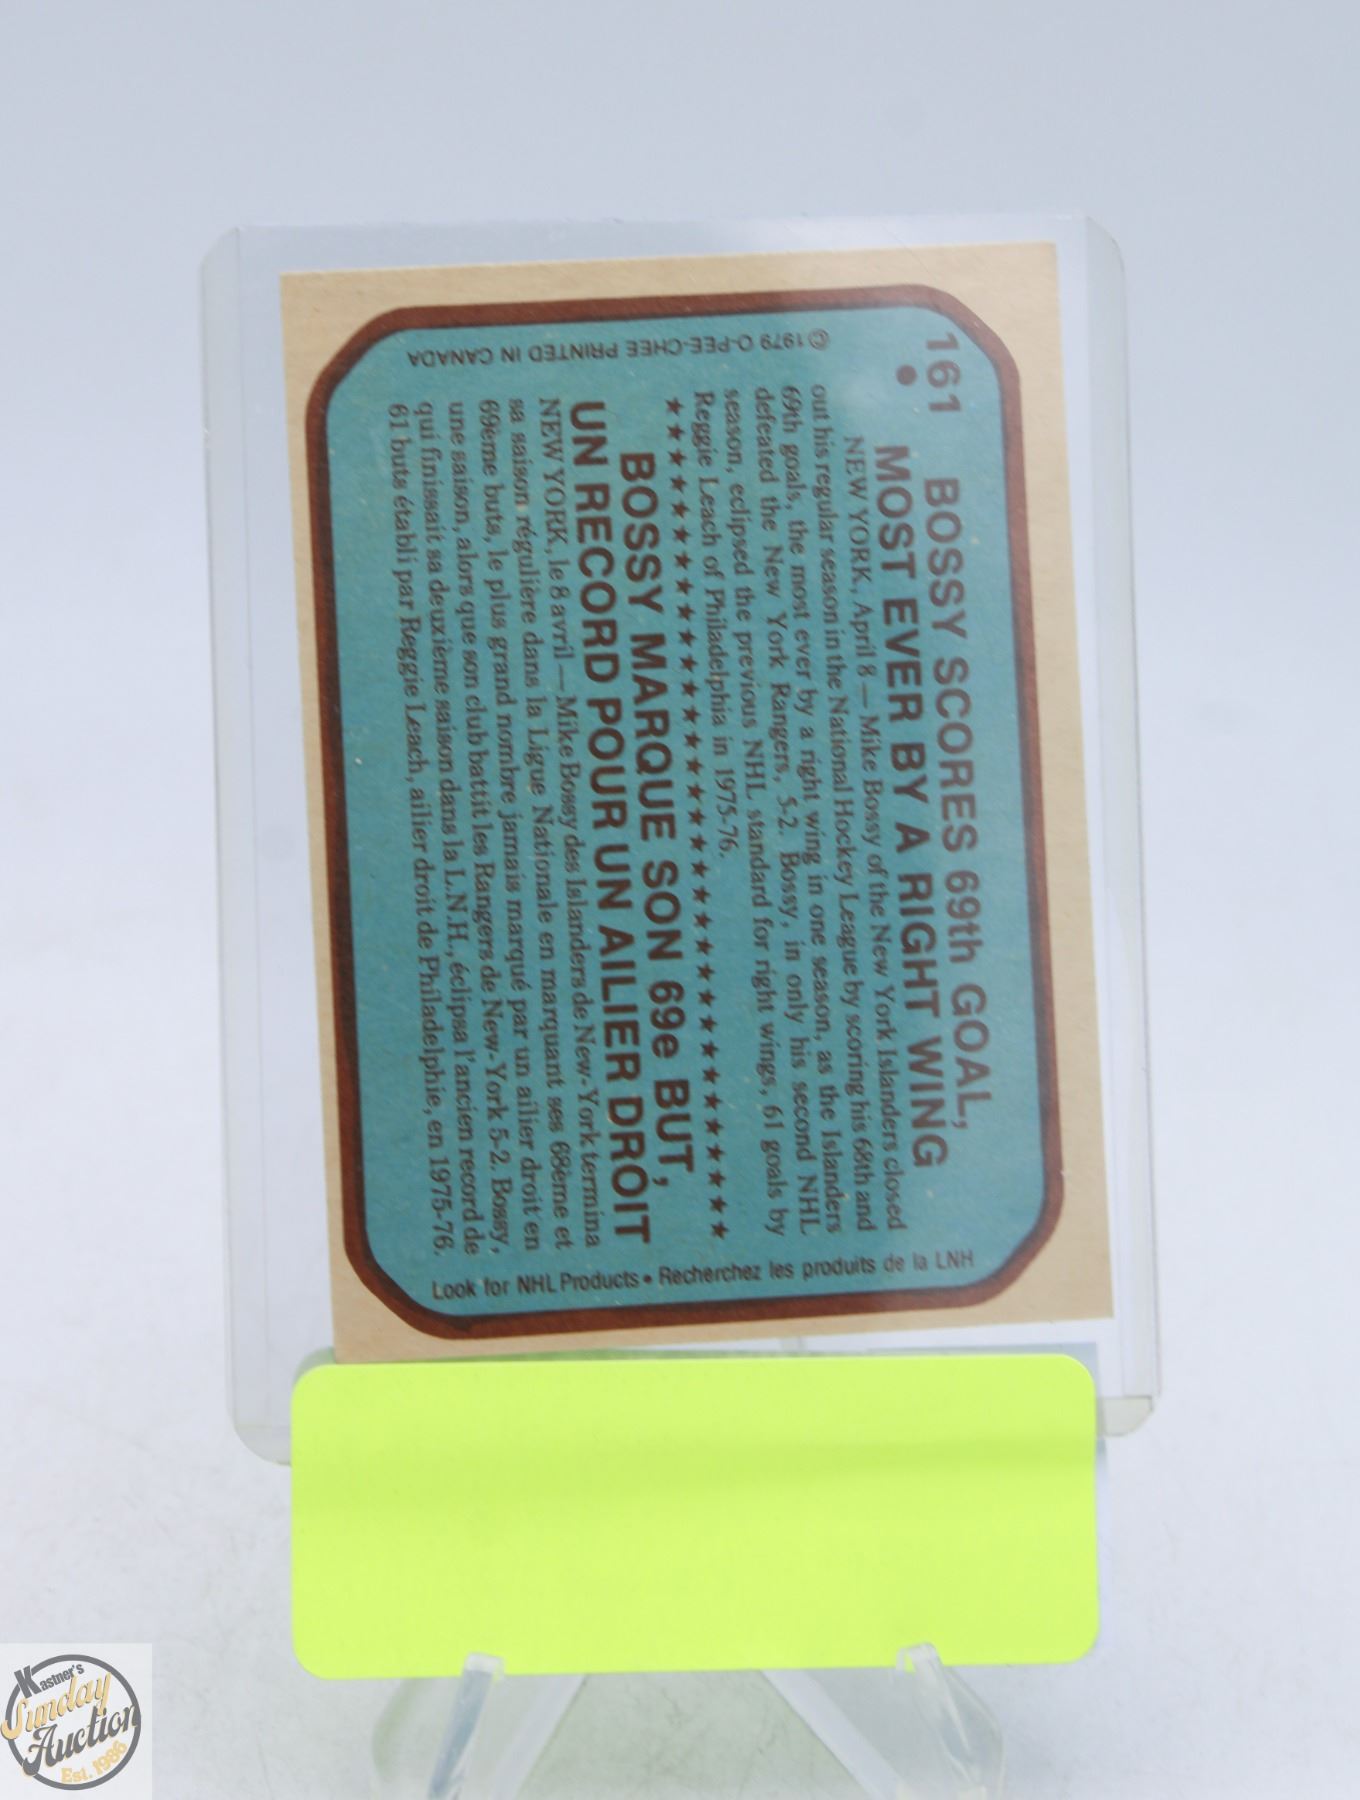 161
BOSSY SCORES 69th GOAL,
MOST EVER BY A RIGHT WING
NEW YORK, April 8 — Mike Bossy of the New York Islanders closed
out his regular season in the National Hockey League by scoring his 68th and
69th goals, the most ever by a right wing in one season, as the Islanders
defeated the New York Rangers, 5-2. Bossy, in only his second NHL
season, eclipsed the previous NHL standard for right wings, 61 goals by
Reggie Leach of Philadelphia in 1975-76.
BOSSY MARQUE SON 69e BUT,
UN RECORD POUR UN AILIER DROIT
NEW YORK, le 8 avril — Mike Bossy des Islanders de New-York termina
sa saison régulière dans la Ligue Nationale en marquant ses 68ème et
69ème buts, le plus grand nombre jamais marqué par un ailier droit en
une saison, alors que son club battit les Rangers de New-York 5-2. Bossy,
qui finissait sa deuxième saison dans la L.N.H., éclipsa l'ancien record de
61 buts établi par Reggie Leach, ailier droit de Philadelphie, en 1975-76.
© 1979 O-PEE-CHEE PRINTED IN CANADA
Look for NHL Products • Recherchez les produits de la LNH
Kastner's
Sunday
Auction
Est. 1986